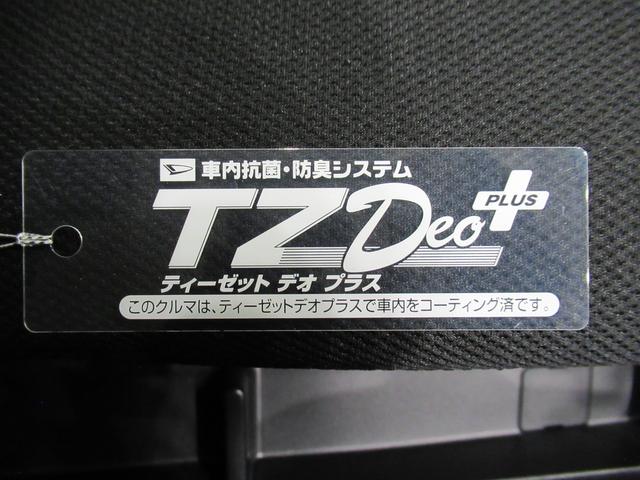 車内抗菌・防臭システム
TZDeo PLUS
ティーゼット デオ プラス
このクルマは、ティーゼットデオプラスで車内をコーティング済です。